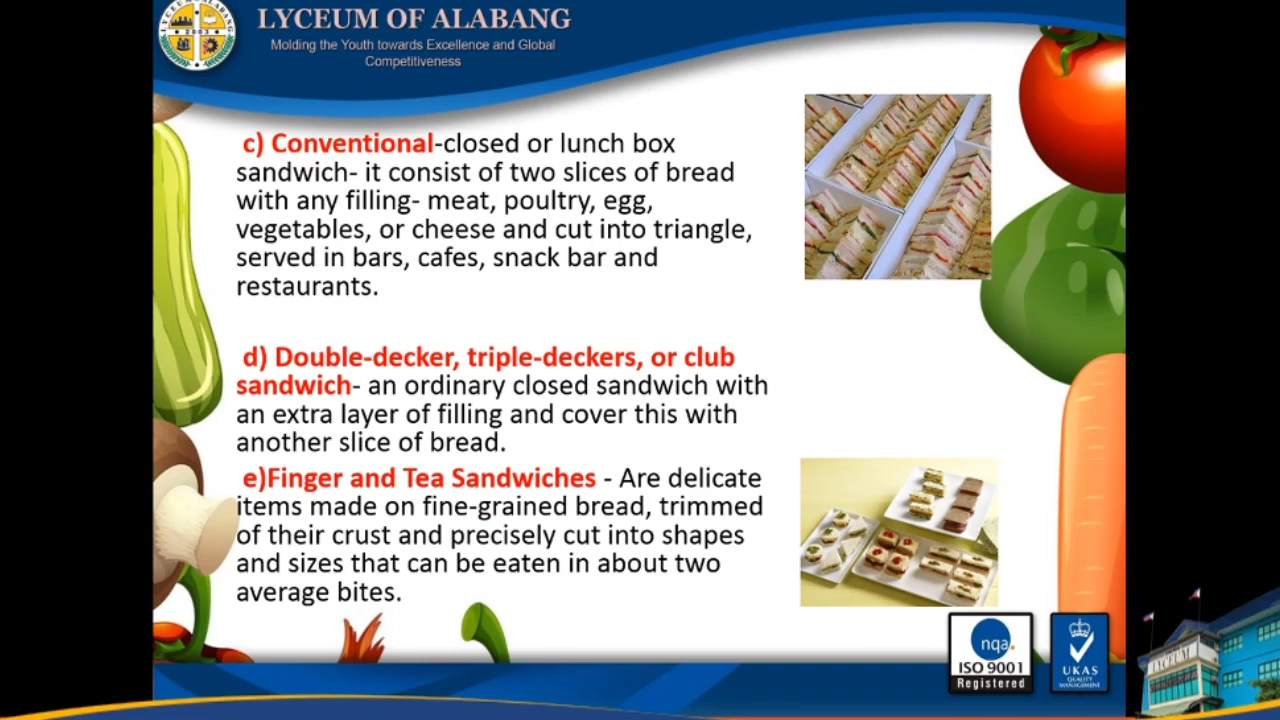 LYCEUM OF ALABANG
Molding the Youth towards Excellence and Global
Competitiveness
c) Conventional-closed or lunch box
sandwich- it consist of two slices of bread
with any filling- meat, poultry, egg,
vegetables, or cheese and cut into triangle,
served in bars, cafes, snack bar and
restaurants.
d) Double-decker, triple-deckers, or club
sandwich- an ordinary closed sandwich with
an extra layer of filling and cover this with
another slice of bread.
e)Finger and Tea Sandwiches - Are delicate
items made on fine-grained bread, trimmed
of their crust and precisely cut into shapes
and sizes that can be eaten in about two
average bites.
nqa.
ISO 9001
Registered
UKAS
QUALITY
MANAGEMENT
LYCEUM